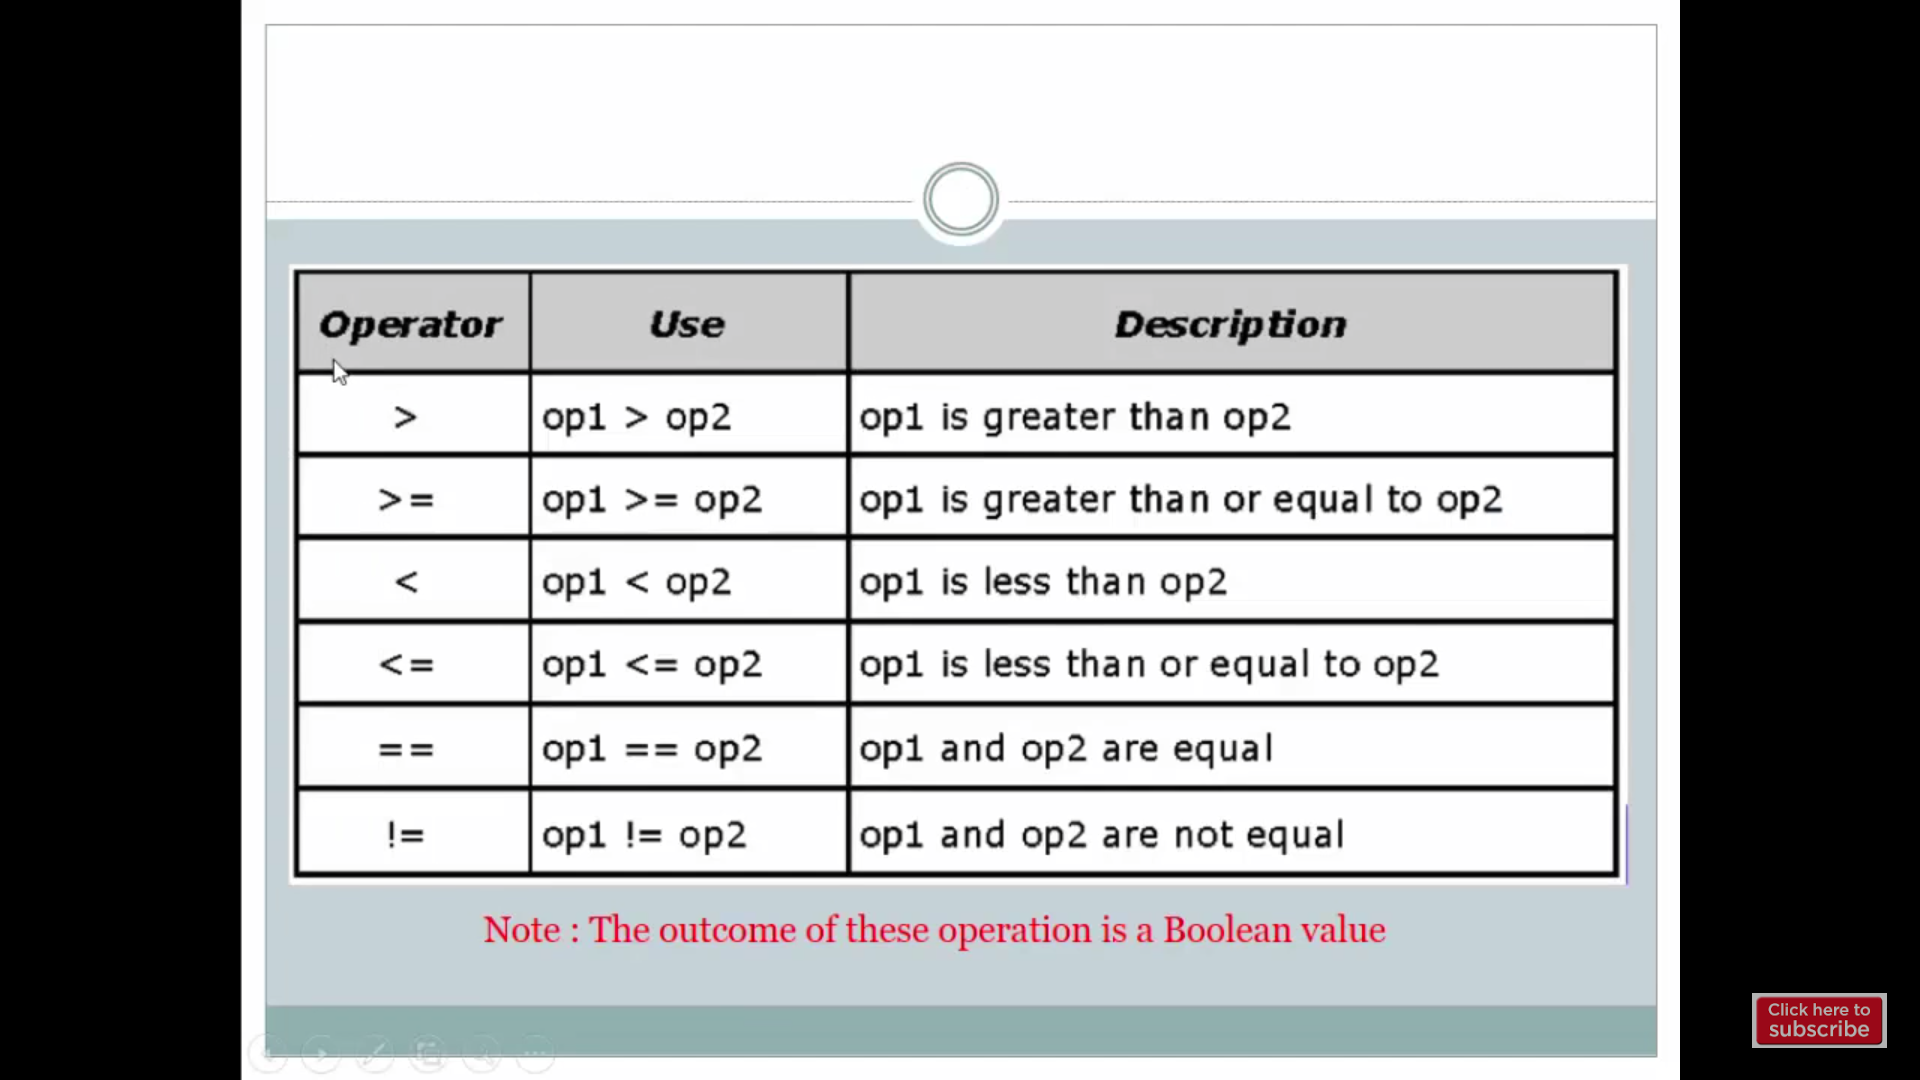 Operator Use Description
> op1 > op2 op1 is greater than op2
>= op1 >= op2 op1 is greater than or equal to op2
< op1 < op2 op1 is less than op2
<= op1 <= op2 op1 is less than or equal to op2
== op1 == op2 op1 and op2 are equal
!= op1 != op2 op1 and op2 are not equal
Note : The outcome of these operation is a Boolean value
Click here to
subscribe